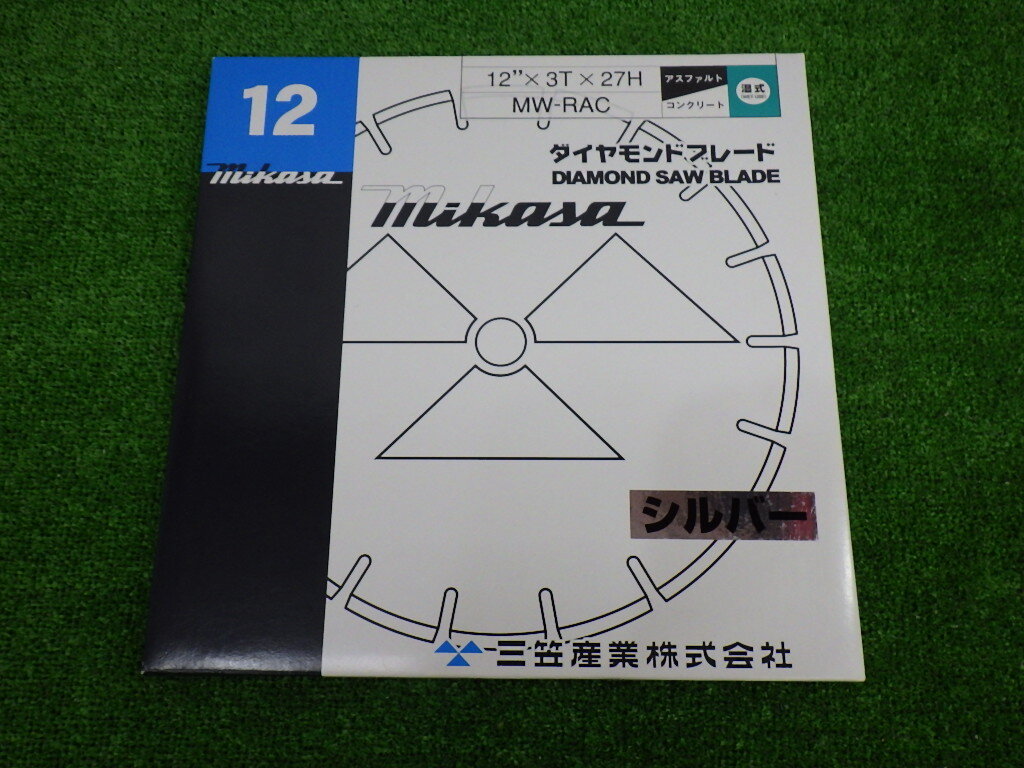 12
mikasa
12”× 3T × 27H
MW-RAC
アスファルト
コンクリート
湿式
ダイヤモンドブレード
DIAMOND SAW BLADE
mikasa
シルバー
三笠産業株式会社